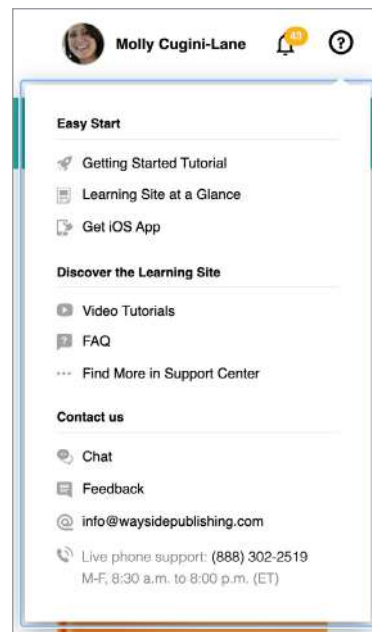 Molly Cugini-Lane
43
?
Easy Start
Getting Started Tutorial
Learning Site at a Glance
Get iOS App
Discover the Learning Site
Video Tutorials
FAQ
Find More in Support Center
Contact us
Chat
Feedback
info@waysidepublishing.com
Live phone support: (888) 302-2519
M-F, 8:30 a.m. to 8:00 p.m. (ET)